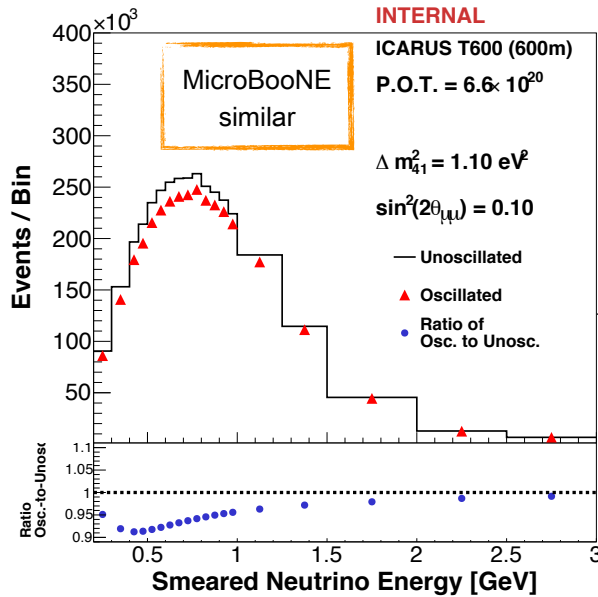 INTERNAL
×10³
400
350
300
250
200
150
100
50
Events / Bin
MicroBooNE
similar
ICARUS T600 (600m)
P.O.T. = 6.6× 10²⁰
Δ m²₄₁ = 1.10 eV²
sin²(2θμμ) = 0.10
Unoscillated
Oscillated
Ratio of
Osc. to Unosc.
1.1
1.05
1
0.95
0.9
Ratio
Osc.-to-Unosc
0.5 1 1.5 2 2.5 3
Smeared Neutrino Energy [GeV]